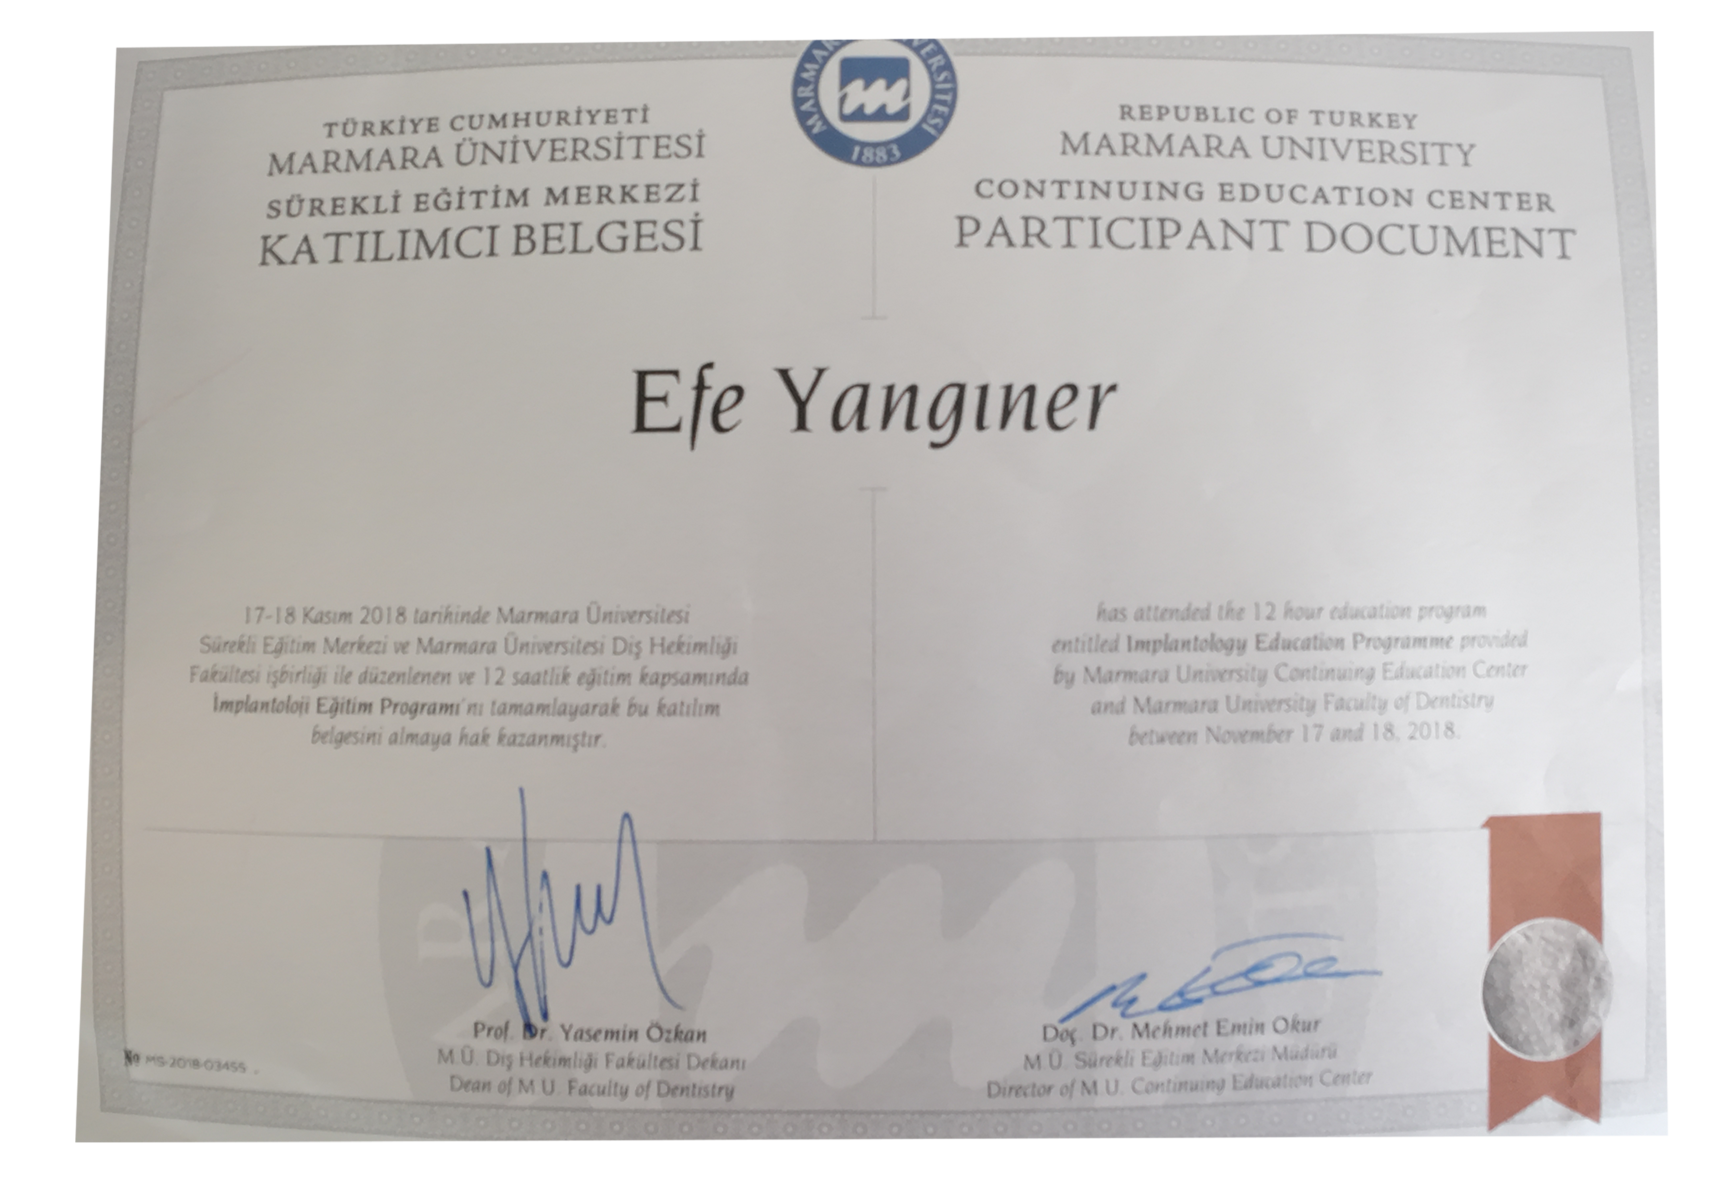 MARMARA ÜNİVERSİTESİ
1883
TÜRKİYE CUMHURİYETİ
MARMARA ÜNİVERSİTESİ
SÜREKLİ EĞİTİM MERKEZİ
KATILIMCI BELGESİ
REPUBLIC OF TURKEY
MARMARA UNIVERSITY
CONTINUING EDUCATION CENTER
PARTICIPANT DOCUMENT
Efe Yangıner
17-18 Kasım 2018 tarihinde Marmara Üniversitesi
Sürekli Eğitim Merkezi ve Marmara Üniversitesi Diş Hekimliği
Fakültesi işbirliği ile düzenlenen ve 12 saatlik eğitim kapsamında
İmplantoloji Eğitim Programı'nı tamamlayarak bu katılım
belgesini almaya hak kazanmıştır.
has attended the 12 hour education program
entitled Implantology Education Programme provided
by Marmara University Continuing Education Center
and Marmara University Faculty of Dentistry
between November 17 and 18, 2018.
Prof. Dr. Yasemin Özkan
M.Ü. Diş Hekimliği Fakültesi Dekanı
Dean of M.U. Faculty of Dentistry
Doç. Dr. Mehmet Emin Okur
M.Ü. Sürekli Eğitim Merkezi Müdürü
Director of M.U. Continuing Education Center
№ MS-2018-03455